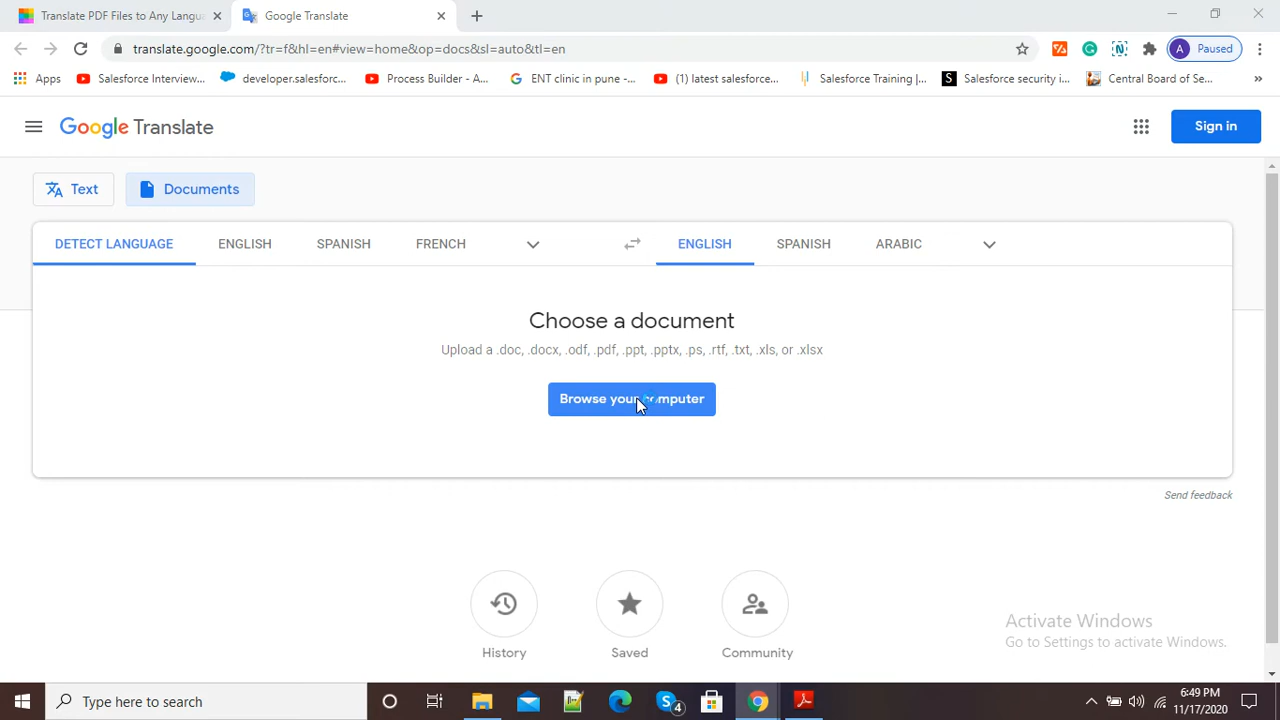 Translate PDF Files to Any Langu
Google Translate
translate.google.com/?tr=f&hl=en#view=home&op=docs&sl=auto&tl=en
A
Paused
Apps
Salesforce Interview...
developer.salesforc...
Process Builder - A...
ENT clinic in pune -...
(1) latest salesforce...
Salesforce Training |...
S
Salesforce security i...
Central Board of Se...
Google Translate
Sign in
Text
Documents
DETECT LANGUAGE
ENGLISH
SPANISH
FRENCH
ENGLISH
SPANISH
ARABIC
Choose a document
Upload a .doc, .docx, .odf, .pdf, .ppt, .pptx, .ps, .rtf, .txt, .xls, or .xlsx
Browse your computer
Send feedback
History
Saved
Community
Activate Windows
Go to Settings to activate Windows.
Type here to search
4
6:49 PM
11/17/2020